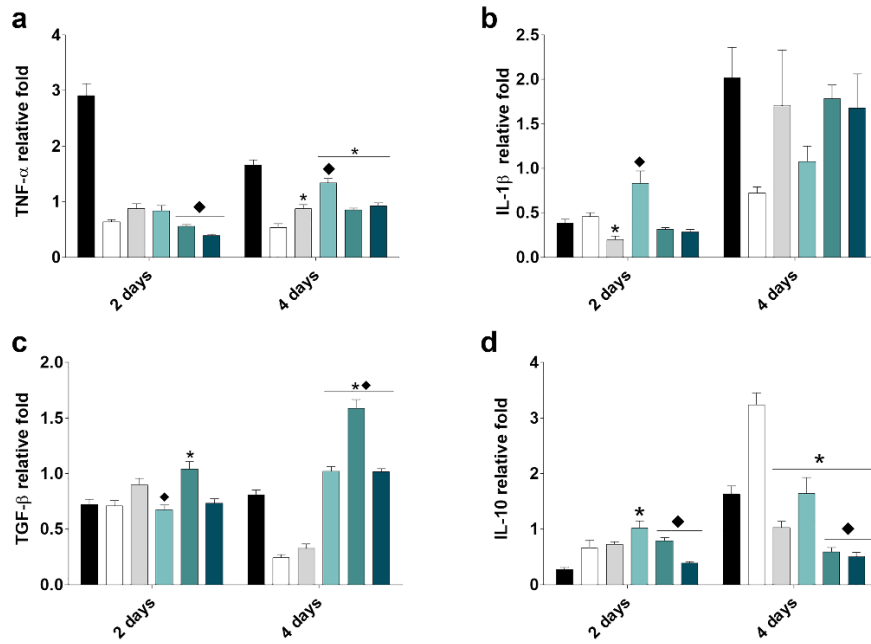 a
TNF-α relative fold
4
3
2
1
0
2 days
4 days
◆
*
◆
*
b
IL-1β relative fold
2.5
2.0
1.5
1.0
0.5
0.0
2 days
4 days
*
◆
c
TGF-β relative fold
2.0
1.5
1.0
0.5
0.0
2 days
4 days
◆
*
*◆
d
IL-10 relative fold
4
3
2
1
0
2 days
4 days
*
◆
*
◆